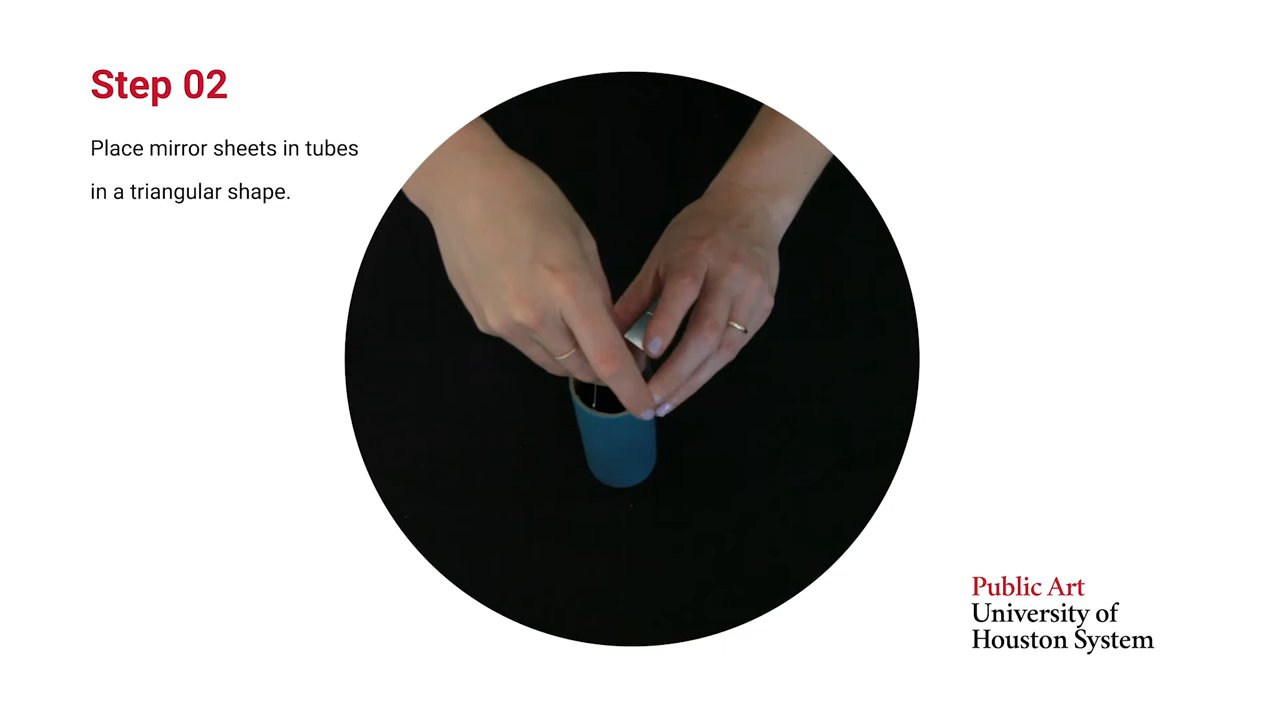 Step 02
Place mirror sheets in tubes
in a triangular shape.
Public Art
University of
Houston System